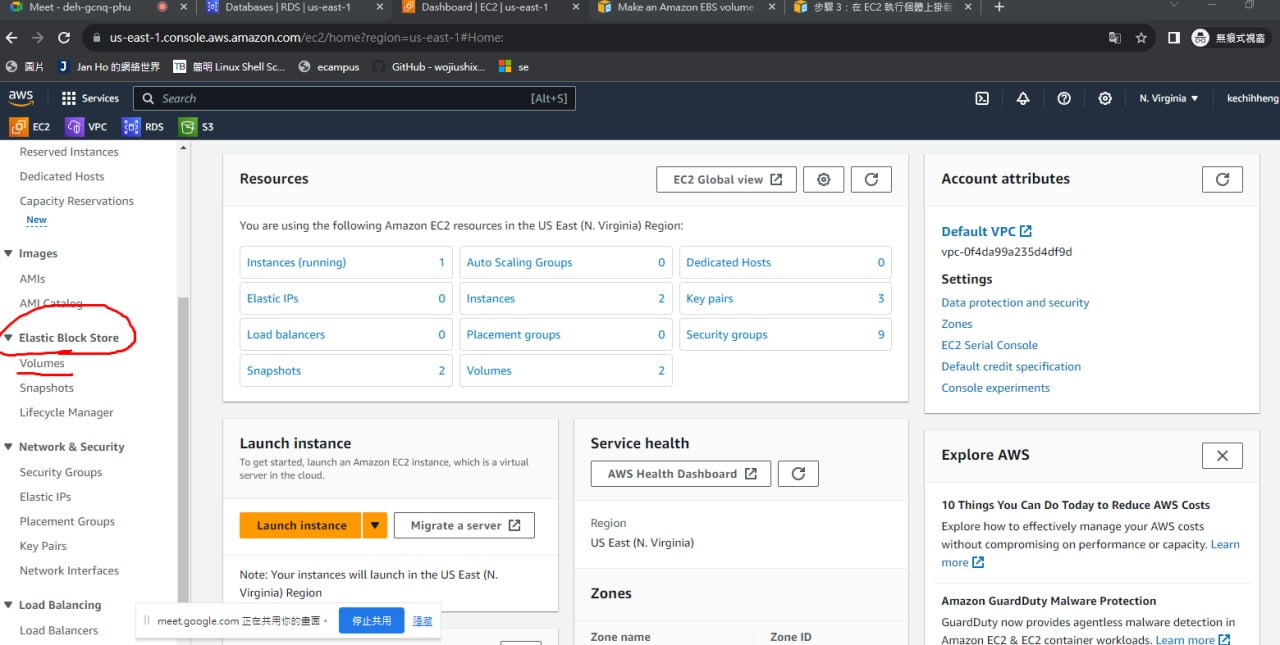 Meet - deh-gcnq-phu
Databases | RDS | us-east-1
Dashboard | EC2 | us-east-1
Make an Amazon EBS volume
步驟 3：在 EC2 執行個體上掛載
us-east-1.console.aws.amazon.com/ec2/home?region=us-east-1#Home:
無痕式視窗
圖片
J Jan Ho 的網絡世界
TB 簡明 Linux Shell Sc...
ecampus
GitHub - wojiushix...
se
aws
Services
Search
[Alt+S]
N. Virginia
kechihheng
EC2
VPC
RDS
S3
Reserved Instances
Dedicated Hosts
Capacity Reservations
New
Images
AMIs
AMI Catalog
Elastic Block Store
Volumes
Snapshots
Lifecycle Manager
Network & Security
Security Groups
Elastic IPs
Placement Groups
Key Pairs
Network Interfaces
Load Balancing
Load Balancers
Resources
EC2 Global view
You are using the following Amazon EC2 resources in the US East (N. Virginia) Region:
Instances (running) 1
Auto Scaling Groups 0
Dedicated Hosts 0
Elastic IPs 0
Instances 2
Key pairs 3
Load balancers 0
Placement groups 0
Security groups 9
Snapshots 2
Volumes 2
Launch instance
To get started, launch an Amazon EC2 instance, which is a virtual
server in the cloud.
Launch instance
Migrate a server
Note: Your instances will launch in the US East (N.
Virginia) Region
Service health
AWS Health Dashboard
Region
US East (N. Virginia)
Zones
Zone name
Zone ID
Account attributes
Default VPC
vpc-0f4da99a235d4df9d
Settings
Data protection and security
Zones
EC2 Serial Console
Default credit specification
Console experiments
Explore AWS
10 Things You Can Do Today to Reduce AWS Costs
Explore how to effectively manage your AWS costs
without compromising on performance or capacity. Learn
more
Amazon GuardDuty Malware Protection
GuardDuty now provides agentless malware detection in
Amazon EC2 & EC2 container workloads. Learn more
meet.google.com 正在共用你的畫面。
停止共用
隱藏